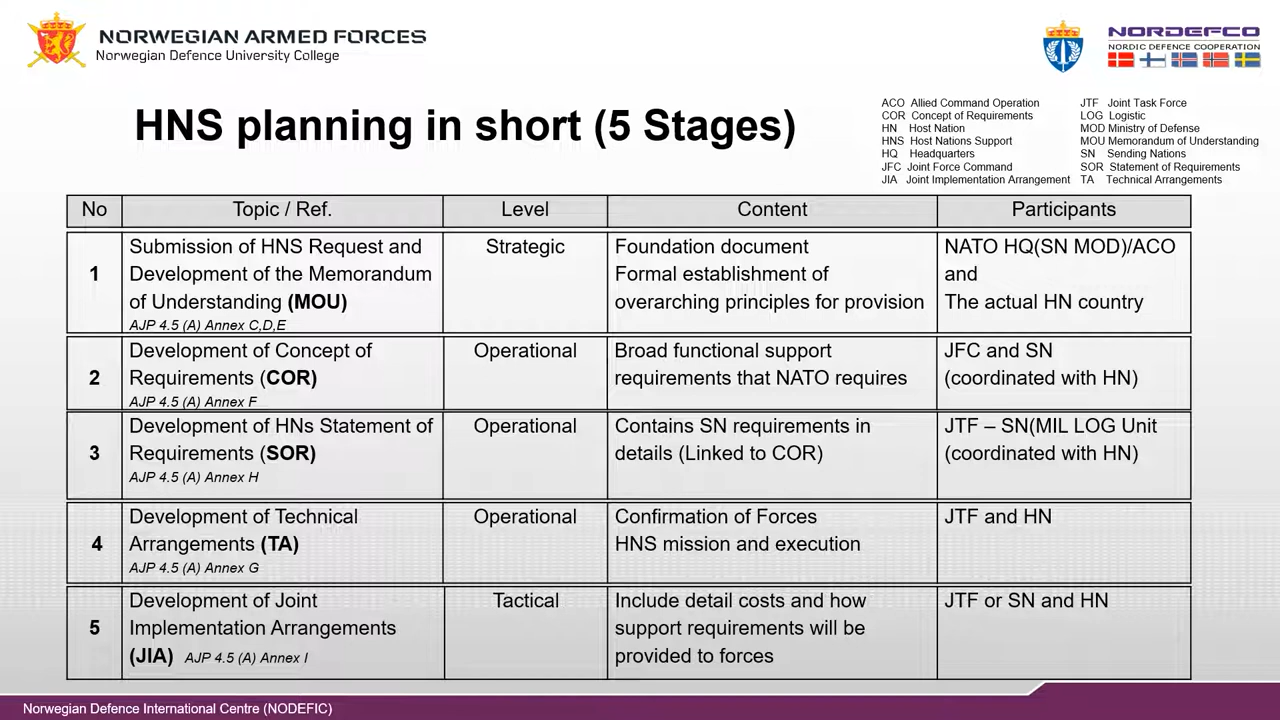 NORWEGIAN ARMED FORCES
Norwegian Defence University College
NORDEFCO
NORDIC DEFENCE COOPERATION
HNS planning in short (5 Stages)
ACO Allied Command Operation
COR Concept of Requirements
HN Host Nation
HNS Host Nations Support
HQ Headquarters
JFC Joint Force Command
JIA Joint Implementation Arrangement
JTF Joint Task Force
LOG Logistic
MOD Ministry of Defense
MOU Memorandum of Understanding
SN Sending Nations
SOR Statement of Requirements
TA Technical Arrangements
No Topic / Ref. Level Content Participants
1
Submission of HNS Request and
Development of the Memorandum
of Understanding (MOU)
AJP 4.5 (A) Annex C,D,E
Strategic
Foundation document
Formal establishment of
overarching principles for provision
NATO HQ(SN MOD)/ACO
and
The actual HN country
2
Development of Concept of
Requirements (COR)
AJP 4.5 (A) Annex F
Operational
Broad functional support
requirements that NATO requires
JFC and SN
(coordinated with HN)
3
Development of HNs Statement of
Requirements (SOR)
AJP 4.5 (A) Annex H
Operational
Contains SN requirements in
details (Linked to COR)
JTF – SN(MIL LOG Unit
(coordinated with HN)
4
Development of Technical
Arrangements (TA)
AJP 4.5 (A) Annex G
Operational
Confirmation of Forces
HNS mission and execution
JTF and HN
5
Development of Joint
Implementation Arrangements
(JIA) AJP 4.5 (A) Annex I
Tactical
Include detail costs and how
support requirements will be
provided to forces
JTF or SN and HN
Norwegian Defence International Centre (NODEFIC)